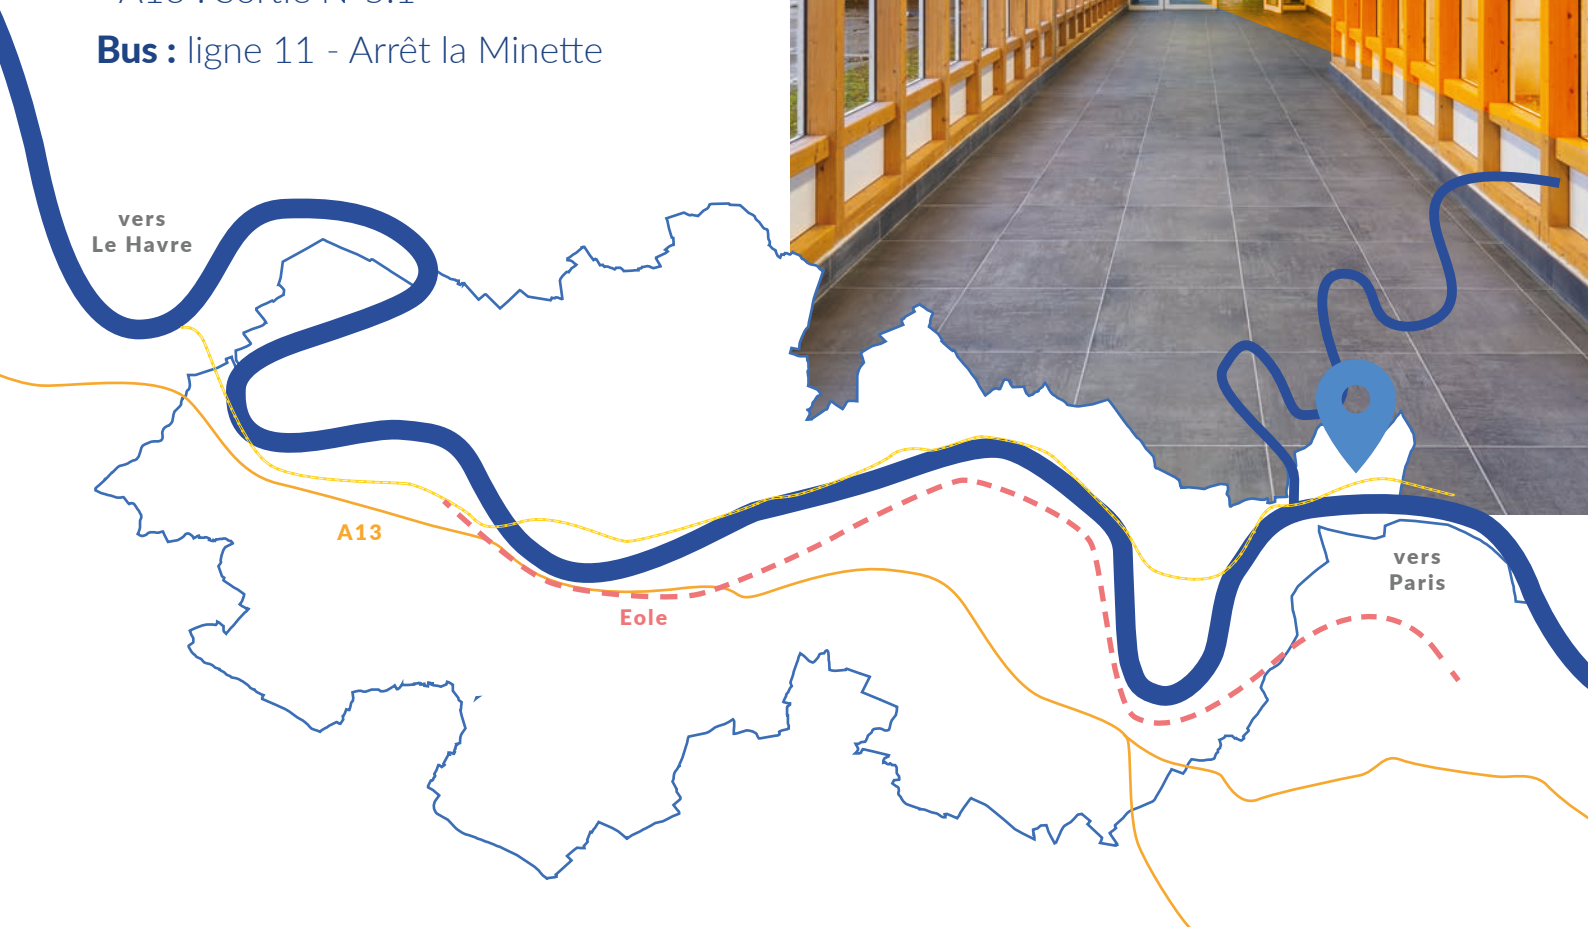 Bus : ligne 11 - Arrêt la Minette
vers
Le Havre
A13
Eole
vers
Paris